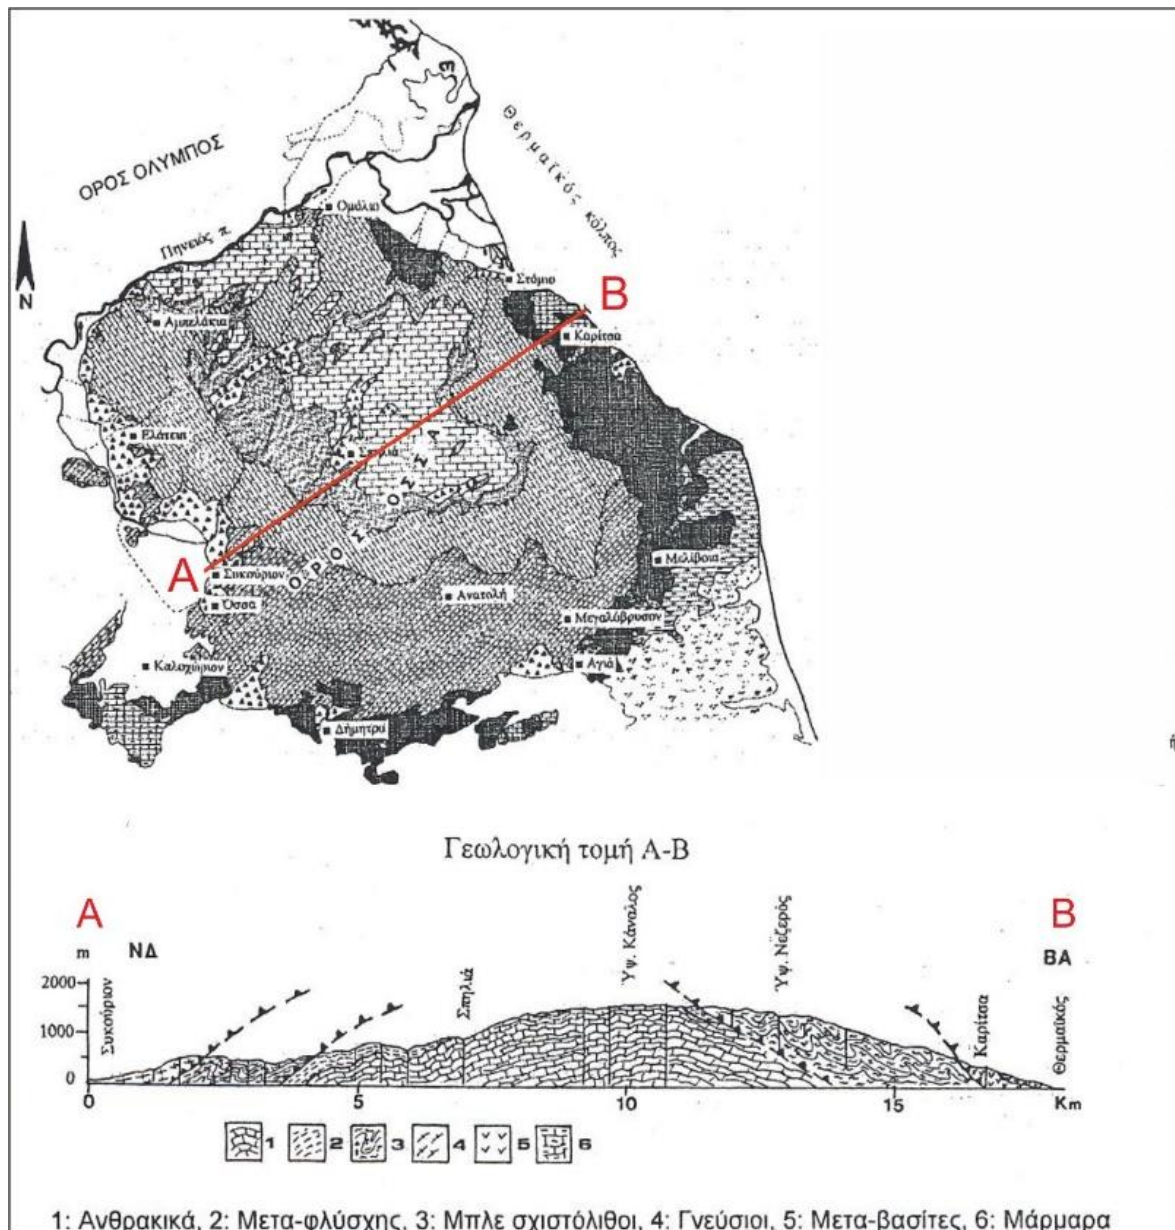 Ε
ΟΡΟΣ ΟΛΥΜΠΟΣ
Θερμαϊκός κόλπος
Ομόλιο
Πηνειός π.
N
Στόμιο
B
Αμπελάκια
Καρίτσα
Ελάτεια
Σπηλιά
ΟΡΟΣ ΟΣΣΑ
A
Συκούριον
Μελίβοια
Ανατολή
Όσσα
Μεγαλόβρυσον
Καλοχώριον
Αγιά
Δήμητρα
Γεωλογική τομή Α-Β
A
B
m
ΝΔ
ΒΑ
Συκούριον
Σπηλιά
Υψ. Κάναλος
Υψ. Νεζερός
Καρίτσα
Θερμαϊκός
2000
1000
0
0 5 10 15 Km
1 2 3 4 5 6
1: Ανθρακικά, 2: Μετα-φλύσχης, 3: Μπλε σχιστόλιθοι, 4: Γνεύσιοι, 5: Μετα-βασίτες, 6: Μάρμαρα